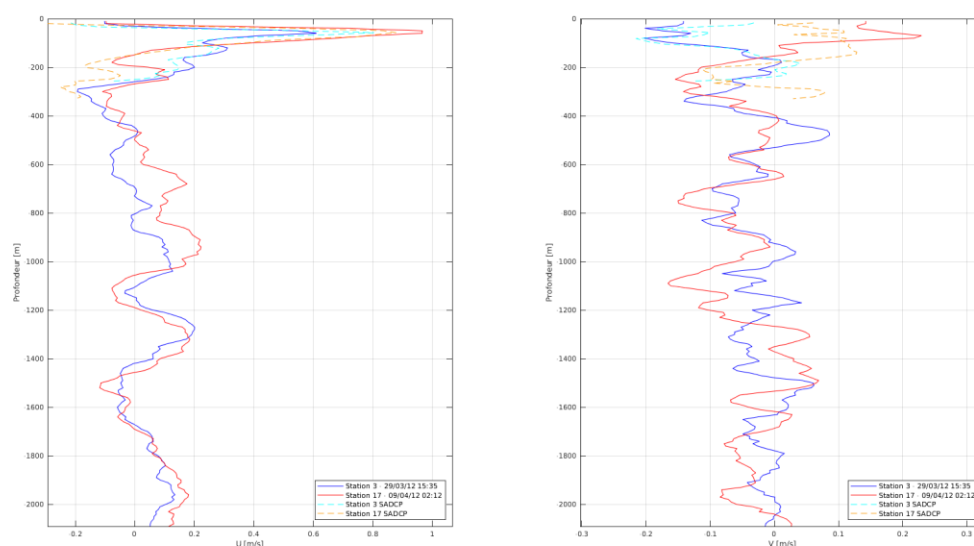 0
200
400
600
800
1000
1200
1400
1600
1800
2000
Profondeur [m]
-0.2 0 0.2 0.4 0.6 0.8 1
U [m/s]
Station 3 - 29/03/12 15:35
Station 17 - 09/04/12 02:12
Station 3 SADCP
Station 17 SADCP
0
200
400
600
800
1000
1200
1400
1600
1800
2000
Profondeur [m]
-0.3 -0.2 -0.1 0 0.1 0.2 0.3
V [m/s]
Station 3 - 29/03/12 15:35
Station 17 - 09/04/12 02:12
Station 3 SADCP
Station 17 SADCP